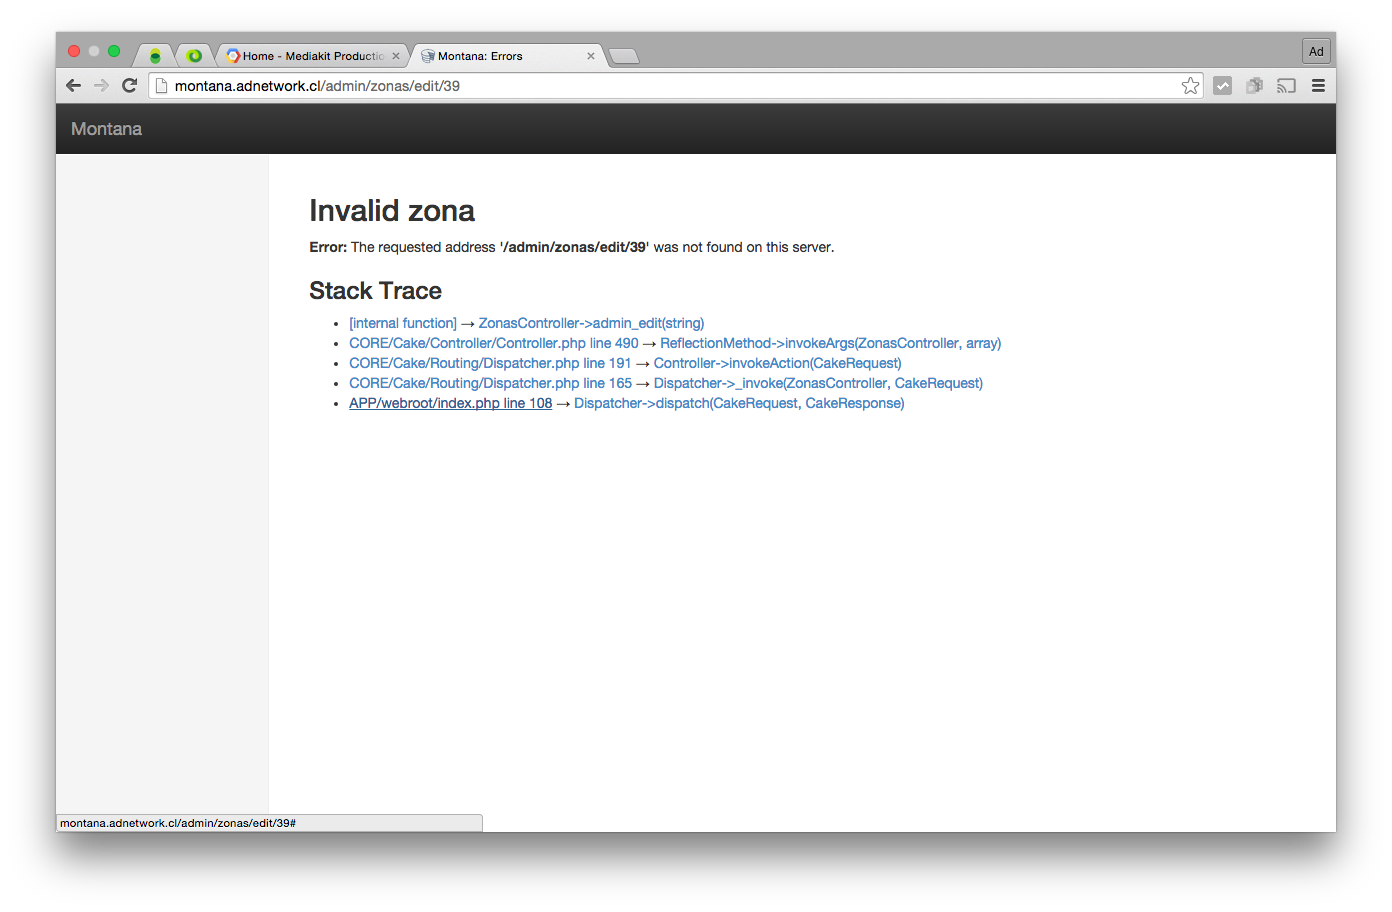 Home - Mediakit Productio
Montana: Errors
Ad
montana.adnetwork.cl/admin/zonas/edit/39
Montana
Invalid zona
Error: The requested address '/admin/zonas/edit/39' was not found on this server.
Stack Trace
[internal function] → ZonasController->admin_edit(string)
CORE/Cake/Controller/Controller.php line 490 → ReflectionMethod->invokeArgs(ZonasController, array)
CORE/Cake/Routing/Dispatcher.php line 191 → Controller->invokeAction(CakeRequest)
CORE/Cake/Routing/Dispatcher.php line 165 → Dispatcher->_invoke(ZonasController, CakeRequest)
APP/webroot/index.php line 108 → Dispatcher->dispatch(CakeRequest, CakeResponse)
montana.adnetwork.cl/admin/zonas/edit/39#